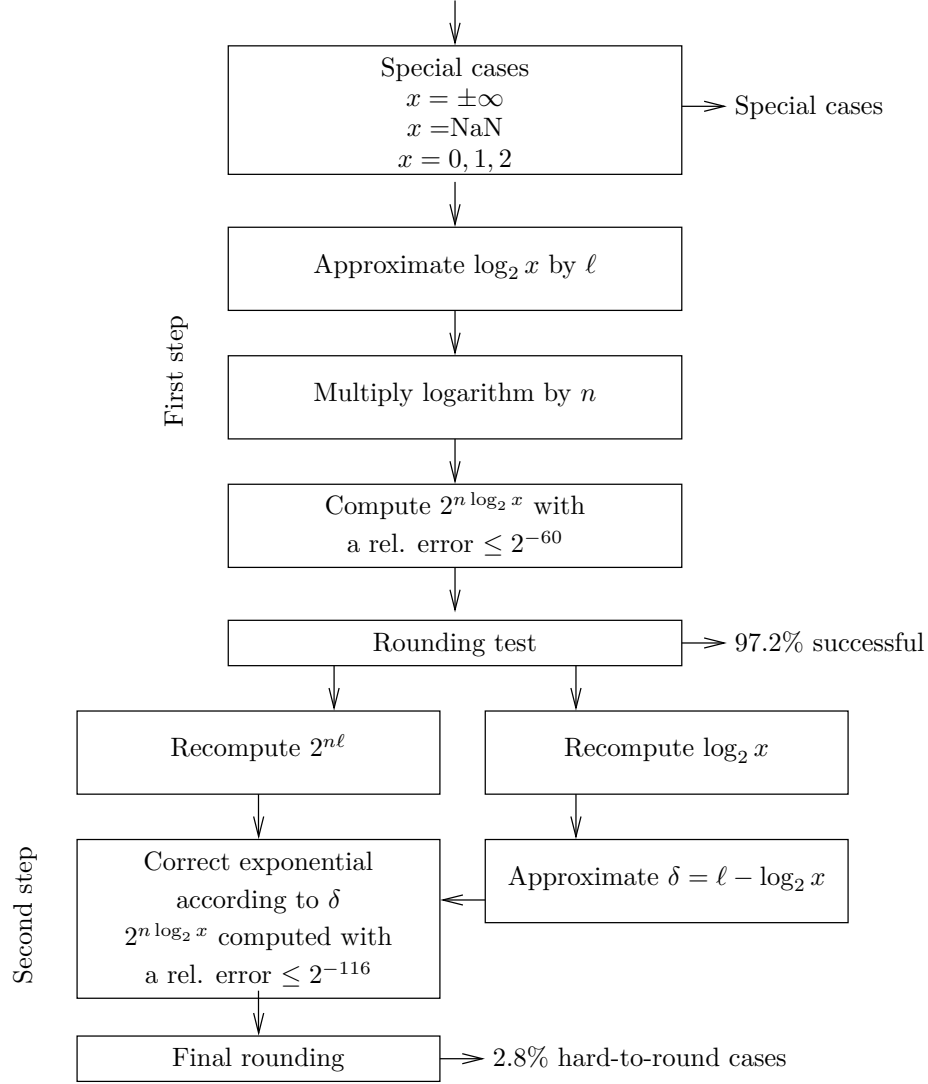 Special cases
x = ±∞
x =NaN
x = 0, 1, 2
Special cases
Approximate log₂ x by ℓ
First step
Multiply logarithm by n
Compute 2^{n log₂ x} with
a rel. error ≤ 2^{−60}
Rounding test
97.2% successful
Recompute 2^{nℓ}
Recompute log₂ x
Second step
Correct exponential
according to δ
2^{n log₂ x} computed with
a rel. error ≤ 2^{−116}
Approximate δ = ℓ − log₂ x
Final rounding
2.8% hard-to-round cases